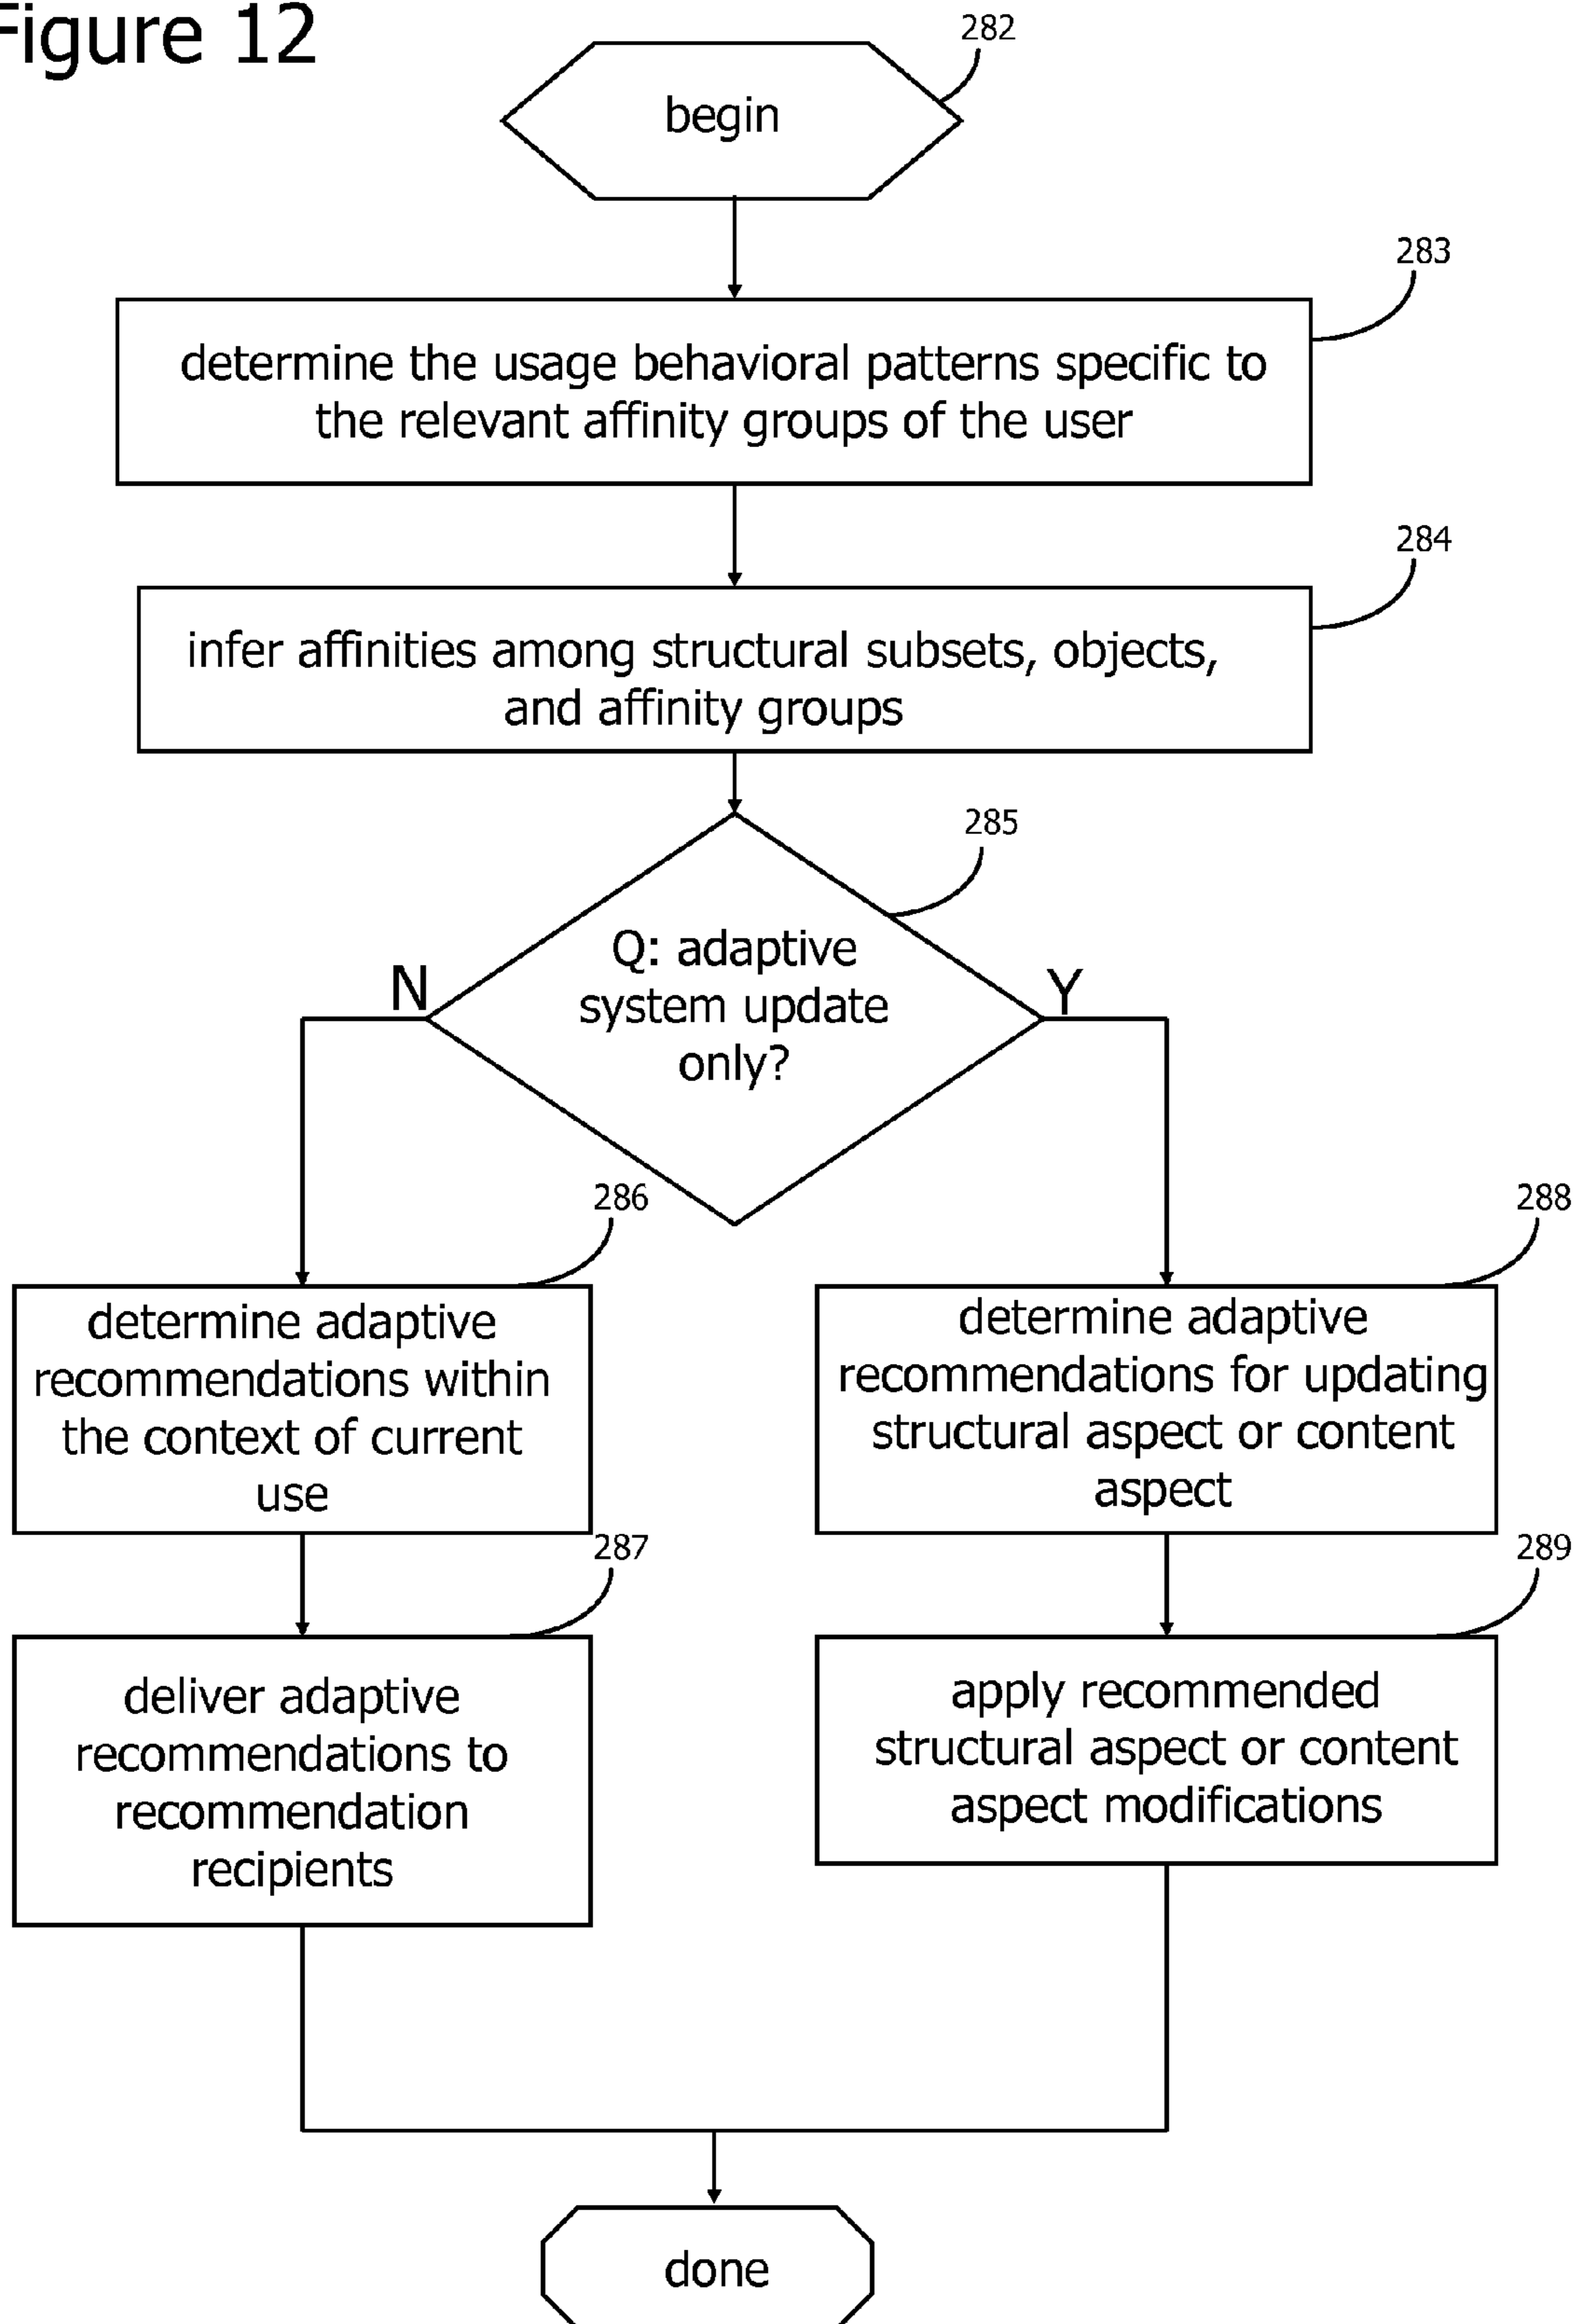 Figure 12
282
begin
283
determine the usage behavioral patterns specific to
the relevant affinity groups of the user
284
infer affinities among structural subsets, objects,
and affinity groups
285
Q: adaptive
system update
only?
N
Y
286
determine adaptive
recommendations within
the context of current
use
288
determine adaptive
recommendations for updating
structural aspect or content
aspect
287
deliver adaptive
recommendations to
recommendation
recipients
289
apply recommended
structural aspect or content
aspect modifications
done